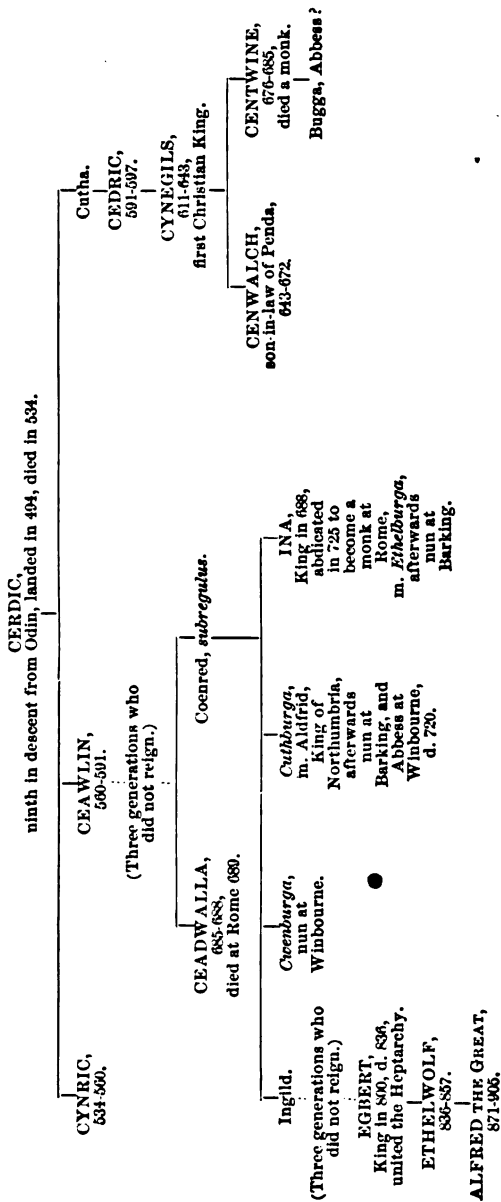 CERDIC,
ninth in descent from Odin, landed in 494, died in 534.
CYNRIC,
534-560.
CEAWLIN,
560-591.
Cutha.
(Three generations who
did not reign.)
CEDRIC,
591-597.
CYNEGILS,
611-643,
first Christian King.
CEADWALLA,
685-688,
died at Rome 689.
Coenred, subregulus.
CENWALCH,
son-in-law of Penda,
643-672.
CENTWINE,
676-685,
died a monk.
Bugga, Abbess?
Ingild.
(Three generations who
did not reign.)
EGBERT,
King in 800, d. 836,
united the Heptarchy.
ETHELWOLF,
836-857.
ALFRED THE GREAT,
871-905.
Cwenburga,
nun at
Winbourne.
Cuthburga,
m. Aldfrid,
King of
Northumbria,
afterwards
nun at
Barking, and
Abbess at
Winbourne,
d. 720.
INA,
King in 688,
abdicated
in 725 to
become a
monk at
Rome,
m. Ethelburga,
afterwards
nun at
Barking.